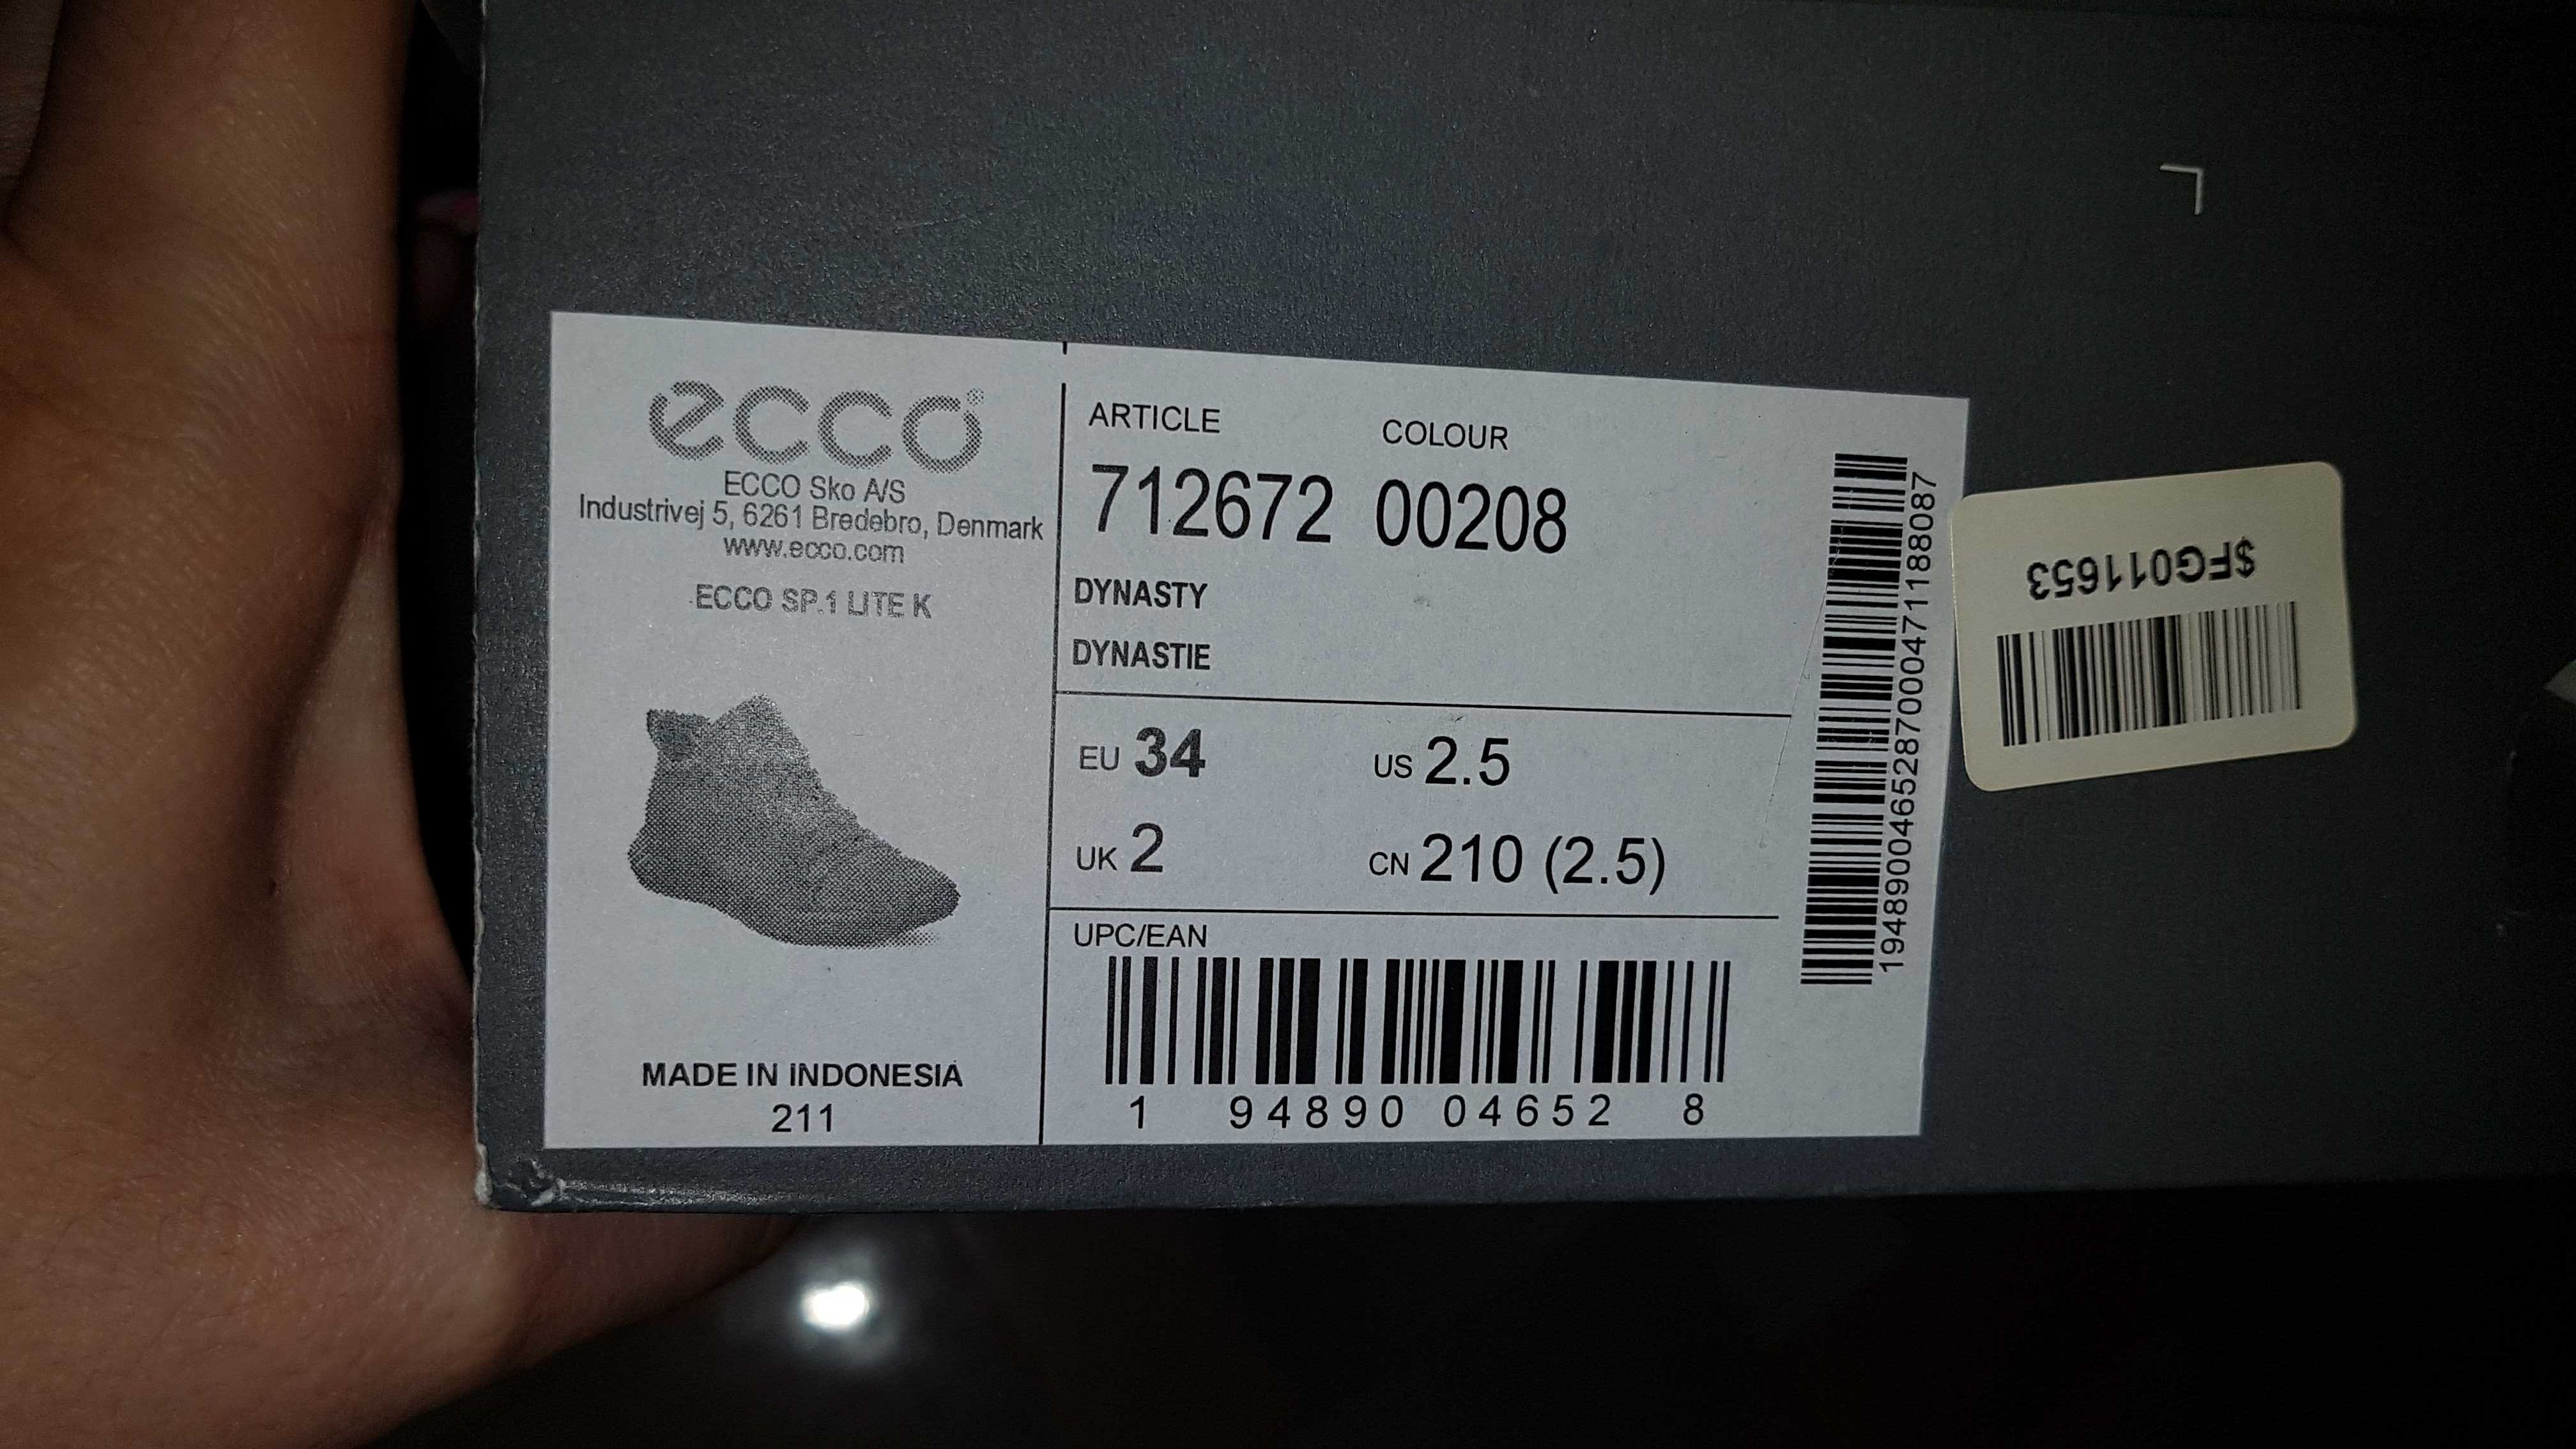 ecco®
ECCO Sko A/S
Industrivej 5, 6261 Bredebro, Denmark
www.ecco.com
ECCO SP.1 LITE K
MADE IN INDONESIA
211
ARTICLE COLOUR
712672 00208
DYNASTY
DYNASTIE
EU 34 US 2.5
UK 2 CN 210 (2.5)
UPC/EAN
1 94890 04652 8
19489004652870004711188087
$FG011653